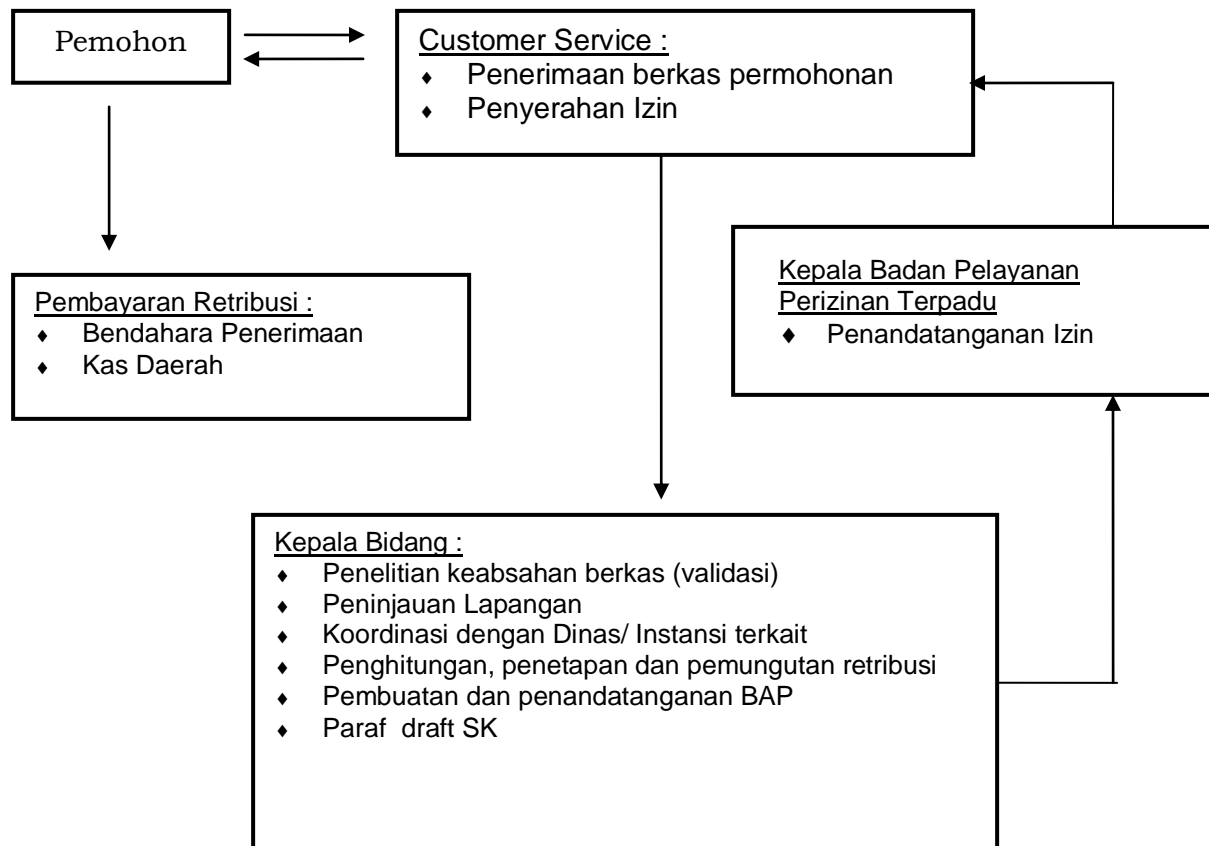 Pemohon
Customer Service :
♦ Penerimaan berkas permohonan
♦ Penyerahan Izin
Kepala Badan Pelayanan
Perizinan Terpadu
♦ Penandatanganan Izin
Pembayaran Retribusi :
♦ Bendahara Penerimaan
♦ Kas Daerah
Kepala Bidang :
♦ Penelitian keabsahan berkas (validasi)
♦ Peninjauan Lapangan
♦ Koordinasi dengan Dinas/ Instansi terkait
♦ Penghitungan, penetapan dan pemungutan retribusi
♦ Pembuatan dan penandatanganan BAP
♦ Paraf draft SK